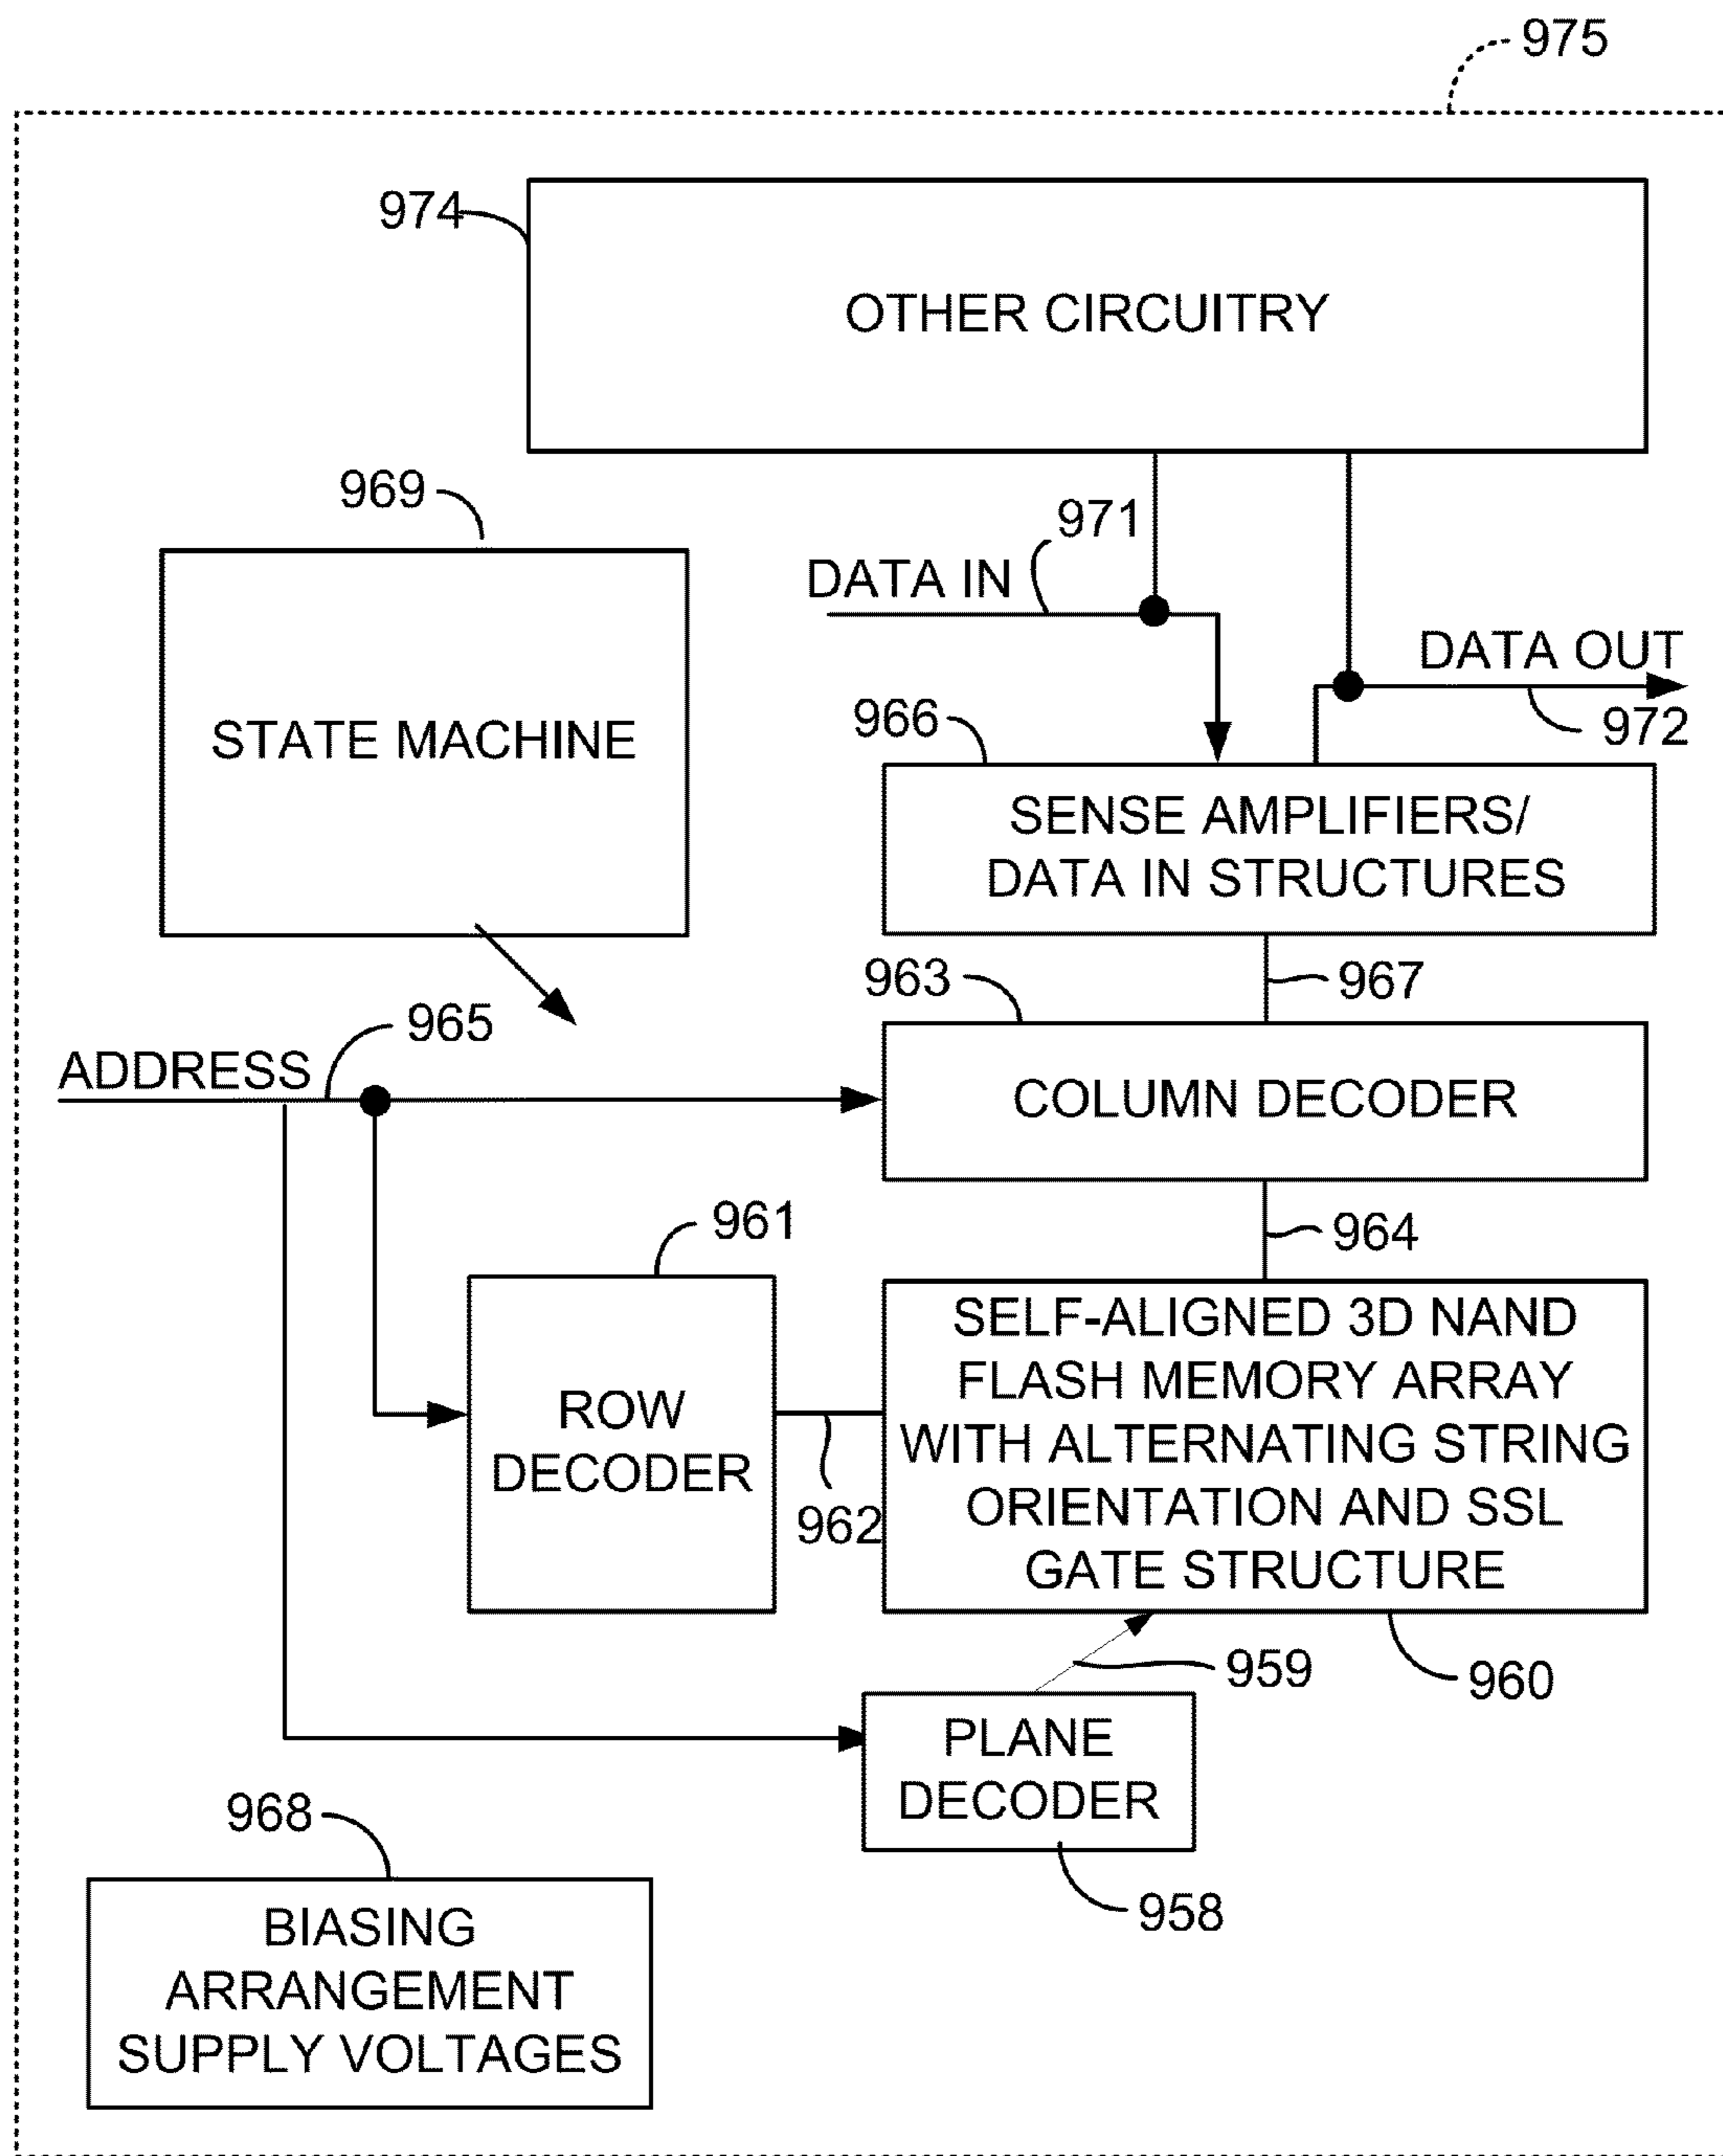 975
974
OTHER CIRCUITRY
969
971
DATA IN
STATE MACHINE
DATA OUT
972
966
SENSE AMPLIFIERS/
DATA IN STRUCTURES
963
967
965
ADDRESS
COLUMN DECODER
961
964
ROW
DECODER
962
SELF-ALIGNED 3D NAND
FLASH MEMORY ARRAY
WITH ALTERNATING STRING
ORIENTATION AND SSL
GATE STRUCTURE
959
960
PLANE
DECODER
958
968
BIASING
ARRANGEMENT
SUPPLY VOLTAGES